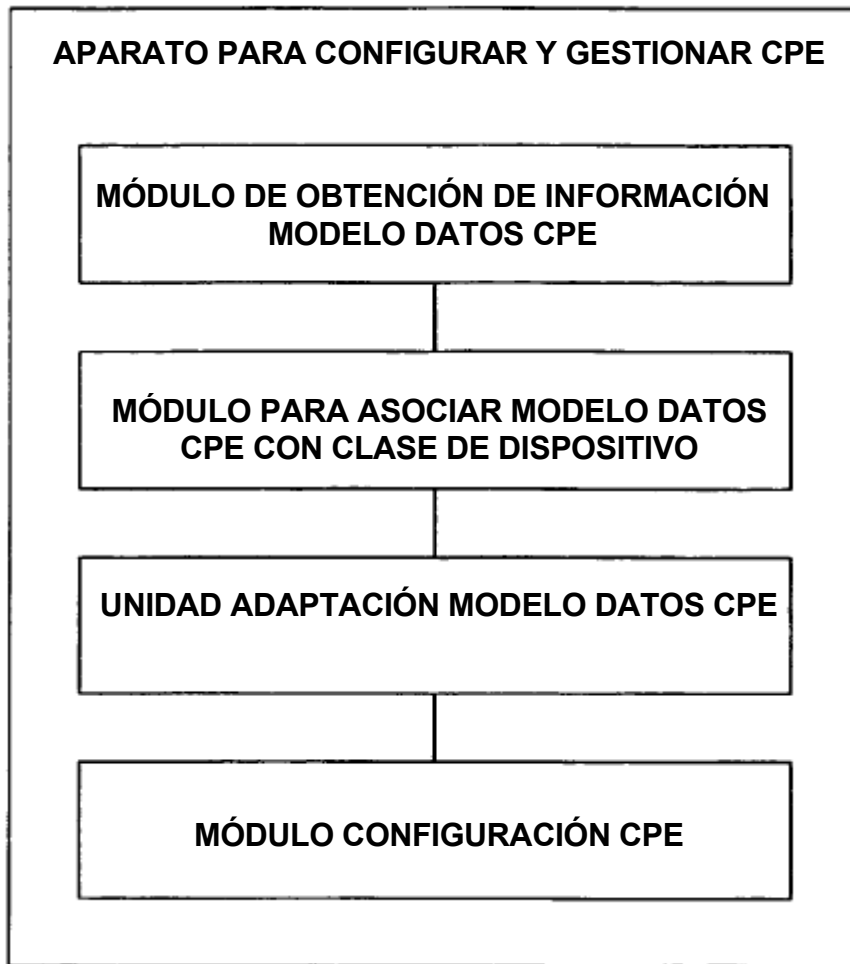 APARATO PARA CONFIGURAR Y GESTIONAR CPE
MÓDULO DE OBTENCIÓN DE INFORMACIÓN
MODELO DATOS CPE
MÓDULO PARA ASOCIAR MODELO DATOS
CPE CON CLASE DE DISPOSITIVO
UNIDAD ADAPTACIÓN MODELO DATOS CPE
MÓDULO CONFIGURACIÓN CPE